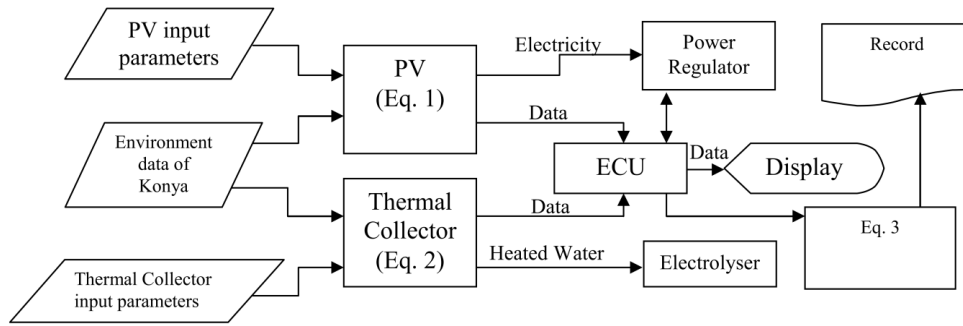 PV input
parameters
Environment
data of
Konya
Thermal Collector
input parameters
PV
(Eq. 1)
Thermal
Collector
(Eq. 2)
Electricity
Data
Data
Heated Water
Power
Regulator
ECU
Data
Display
Electrolyser
Record
Eq. 3